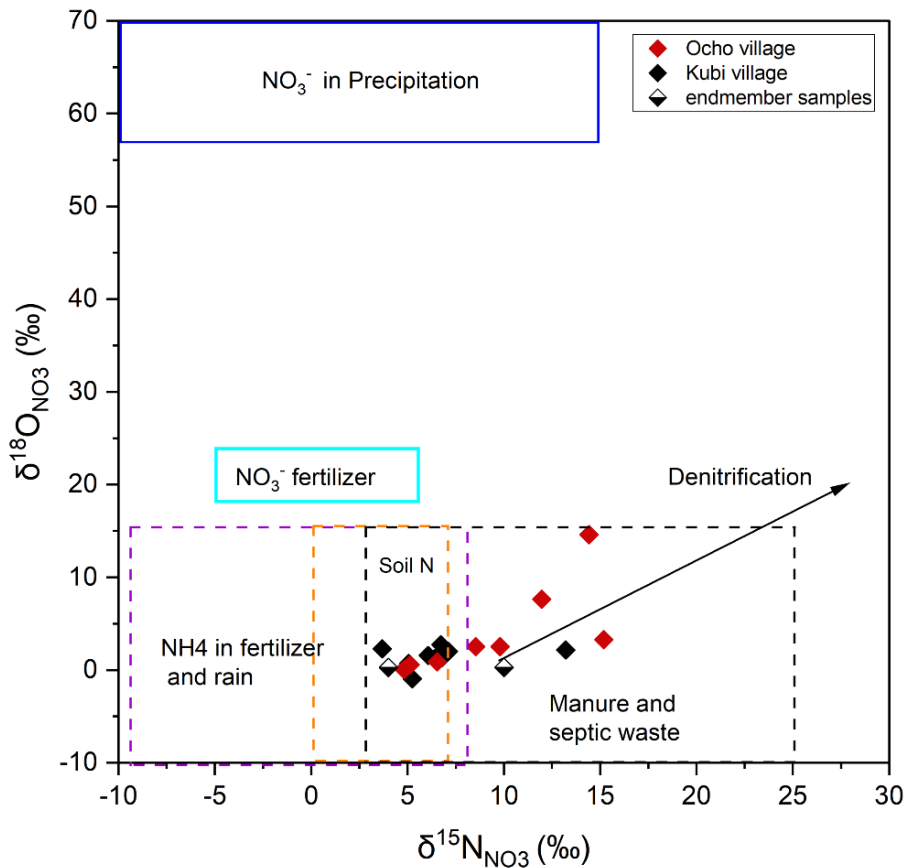 70
60
50
40
30
20
10
0
-10
δ¹⁸O_NO3 (‰)
NO₃⁻ in Precipitation
Ocho village
Kubi village
endmember samples
NO₃⁻ fertilizer
Denitrification
Soil N
NH4 in fertilizer
and rain
Manure and
septic waste
-10
-5
0
5
10
15
20
25
30
δ¹⁵N_NO3 (‰)